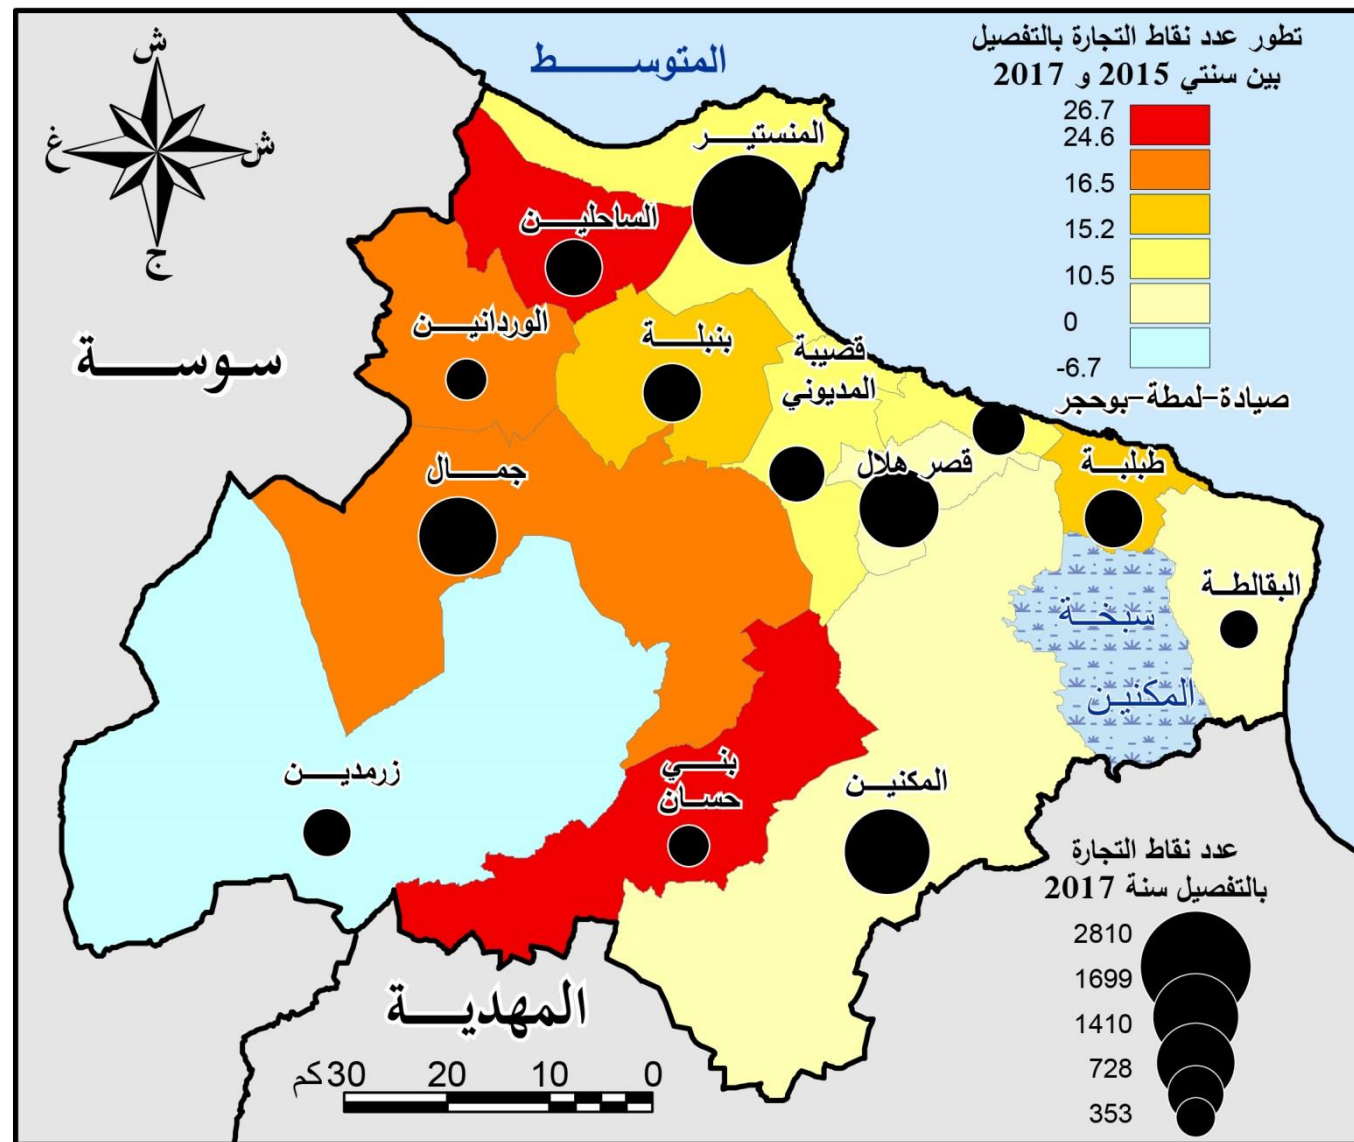 تطور عدد نقاط التجارة بالتفصيل
بين سنتي 2015 و 2017
26.7
24.6
16.5
15.2
10.5
0
-6.7
المتوسط
ش
ش
غ
ج
المنستير
الساحلين
الوردانين
بنبلة
قصيبة
المديوني
صيادة-لمطة-بوحجر
سوسة
جمال
قصر هلال
طبلبة
البقالطة
سبخة
المكنين
زرمدين
بني
حسان
المكنين
المهدية
كم 30 20 10 0
عدد نقاط التجارة
بالتفصيل سنة 2017
2810
1699
1410
728
353